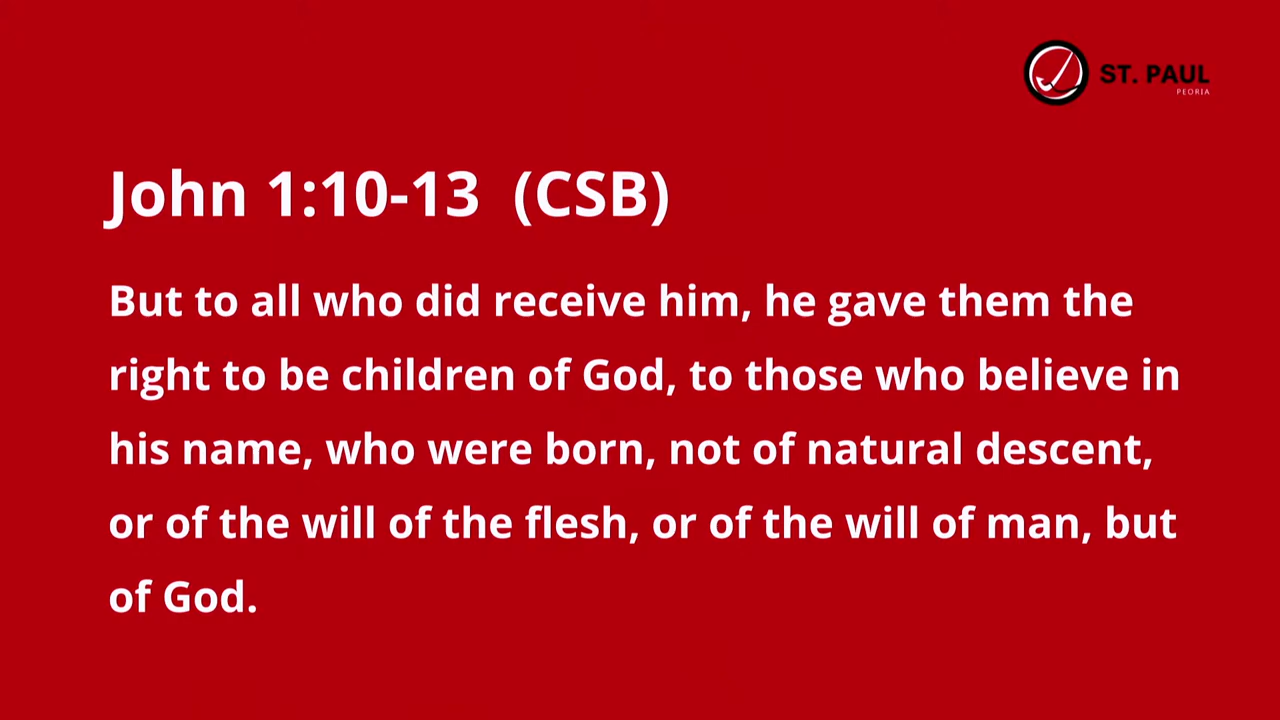 ST. PAUL
PEORIA
John 1:10-13 (CSB)
But to all who did receive him, he gave them the
right to be children of God, to those who believe in
his name, who were born, not of natural descent,
or of the will of the flesh, or of the will of man, but
of God.